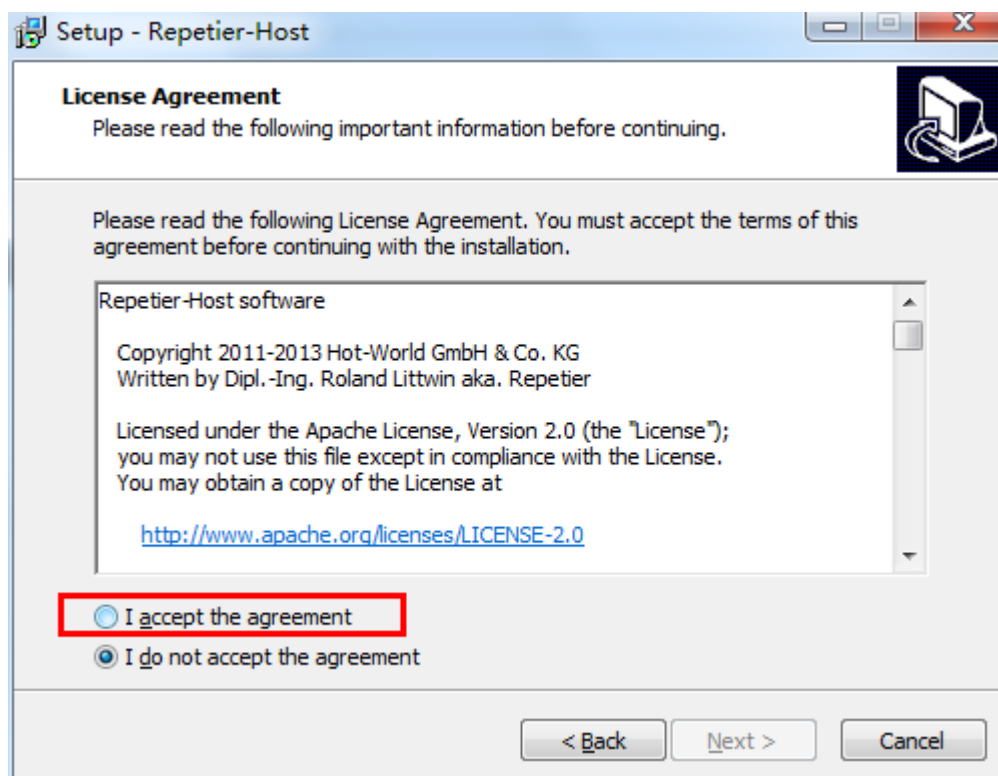 Setup - Repetier-Host
License Agreement
Please read the following important information before continuing.
Please read the following License Agreement. You must accept the terms of this
agreement before continuing with the installation.
Repetier-Host software
Copyright 2011-2013 Hot-World GmbH & Co. KG
Written by Dipl.-Ing. Roland Littwin aka. Repetier
Licensed under the Apache License, Version 2.0 (the "License");
you may not use this file except in compliance with the License.
You may obtain a copy of the License at
http://www.apache.org/licenses/LICENSE-2.0
I accept the agreement
I do not accept the agreement
< Back
Next >
Cancel